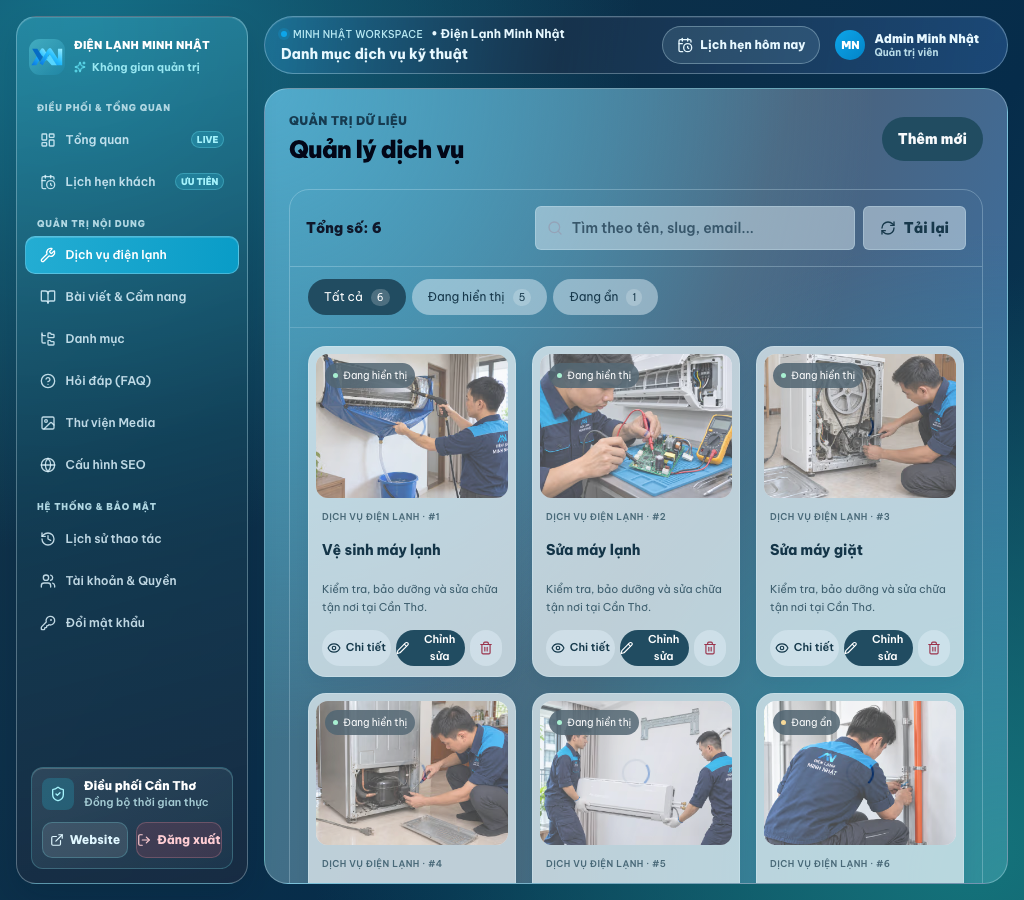 ĐIỆN LẠNH MINH NHẬT
Không gian quản trị
ĐIỀU PHỐI & TỔNG QUAN
Tổng quan
LIVE
Lịch hẹn khách
ƯU TIÊN
QUẢN TRỊ NỘI DUNG
Dịch vụ điện lạnh
Bài viết & Cẩm nang
Danh mục
Hỏi đáp (FAQ)
Thư viện Media
Cấu hình SEO
HỆ THỐNG & BẢO MẬT
Lịch sử thao tác
Tài khoản & Quyền
Đổi mật khẩu
Điều phối Cần Thơ
Đồng bộ thời gian thực
Website
Đăng xuất
MINH NHẬT WORKSPACE • Điện Lạnh Minh Nhật
Danh mục dịch vụ kỹ thuật
Lịch hẹn hôm nay
MN
Admin Minh Nhật
Quản trị viên
QUẢN TRỊ DỮ LIỆU
Quản lý dịch vụ
Thêm mới
Tổng số: 6
Tìm theo tên, slug, email...
Tải lại
Tất cả 6
Đang hiển thị 5
Đang ẩn 1
Đang hiển thị
DỊCH VỤ ĐIỆN LẠNH · #1
Vệ sinh máy lạnh
Kiểm tra, bảo dưỡng và sửa chữa
tận nơi tại Cần Thơ.
Chi tiết
Chỉnh
sửa
Đang hiển thị
DỊCH VỤ ĐIỆN LẠNH · #2
Sửa máy lạnh
Kiểm tra, bảo dưỡng và sửa chữa
tận nơi tại Cần Thơ.
Chi tiết
Chỉnh
sửa
Đang hiển thị
DỊCH VỤ ĐIỆN LẠNH · #3
Sửa máy giặt
Kiểm tra, bảo dưỡng và sửa chữa
tận nơi tại Cần Thơ.
Chi tiết
Chỉnh
sửa
Đang hiển thị
DỊCH VỤ ĐIỆN LẠNH · #4
Đang hiển thị
DỊCH VỤ ĐIỆN LẠNH · #5
Đang ẩn
ĐIỆN LẠNH
MINH NHẬT
DỊCH VỤ ĐIỆN LẠNH · #6